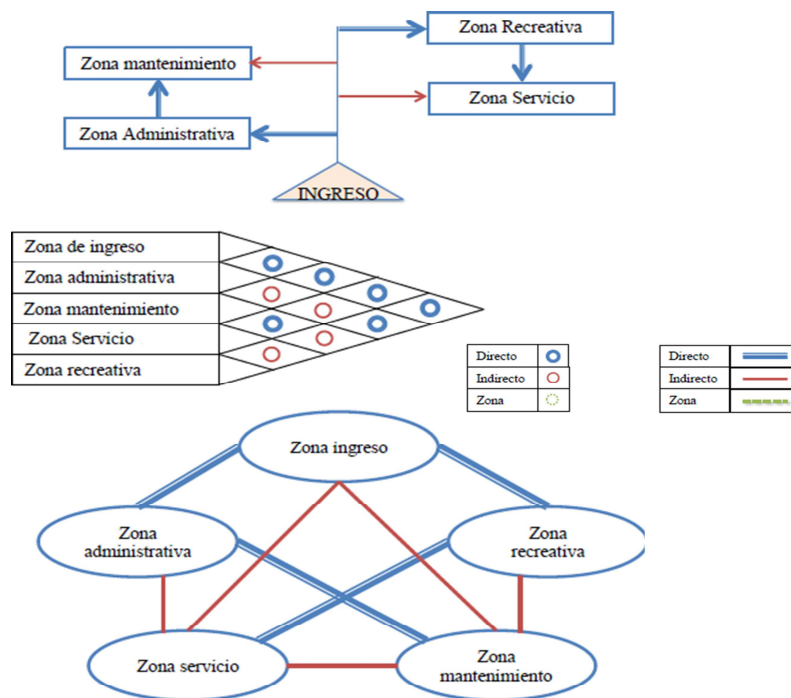 Zona Recreativa
Zona mantenimiento
Zona Servicio
Zona Administrativa
INGRESO
Zona de ingreso
Zona administrativa
Zona mantenimiento
Zona Servicio
Zona recreativa
Directo
Indirecto
Zona
Directo
Indirecto
Zona
Zona ingreso
Zona
administrativa
Zona
recreativa
Zona servicio
Zona
mantenimiento